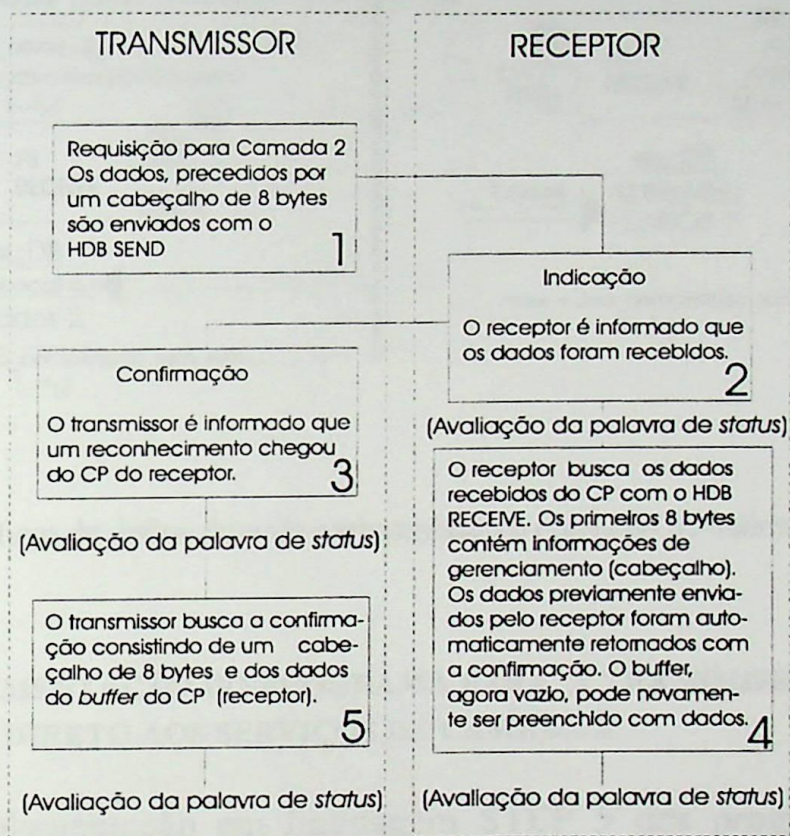 TRANSMISSOR
RECEPTOR
Requisição para Camada 2
Os dados, precedidos por
um cabeçalho de 8 bytes
são enviados com o
HDB SEND
1
Indicação
O receptor é informado que
os dados foram recebidos.
2
(Avaliação da palavra de status)
Confirmação
O transmissor é informado que
um reconhecimento chegou
do CP do receptor.
3
(Avaliação da palavra de status)
O receptor busca os dados
recebidos do CP com o HDB
RECEIVE. Os primeiros 8 bytes
contém informações de
gerenciamento (cabeçalho).
Os dados previamente envia-
dos pelo receptor foram auto-
maticamente retornados com
a confirmação. O buffer,
agora vazio, pode novamen-
te ser preenchido com dados.
4
(Avaliação da palavra de status)
O transmissor busca a confirma-
ção consistindo de um cabe-
çalho de 8 bytes e dos dados
do buffer do CP (receptor).
5
(Avaliação da palavra de status)